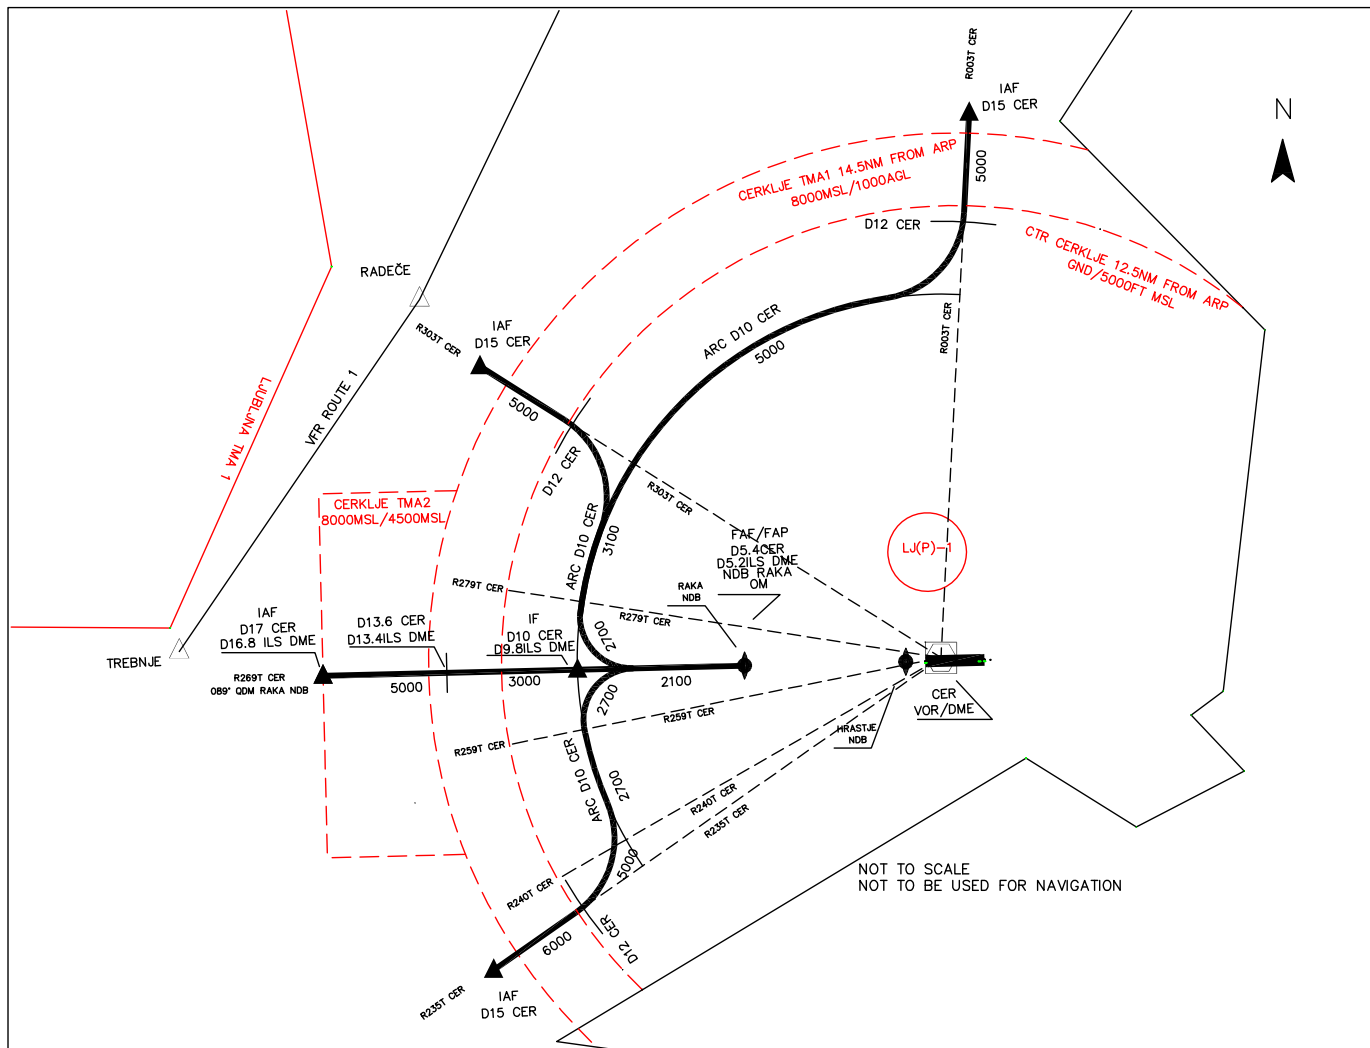 R003T CER
IAF
D15 CER
N
5000
CERKLJE TMA1 14.5NM FROM ARP
8000MSL/1000AGL
D12 CER
CTR CERKLJE 12.5NM FROM ARP
GND/5000FT MSL
RADEČE
R303T CER
IAF
D15 CER
ARC D10 CER
5000
R003T CER
VFR ROUTE 1
LJUBLJNA TMA 1
5000
D12 CER
R303T CER
CERKLJE TMA2
8000MSL/4500MSL
ARC D10 CER
3100
FAF/FAP
D5.4CER
D5.2ILS DME
NDB RAKA
OM
LJ(P)-1
R279T CER
RAKA
NDB
R279T CER
IAF
D17 CER
D16.8 ILS DME
D13.6 CER
D13.4ILS DME
IF
D10 CER
D9.8ILS DME
2700
TREBNJE
R269T CER
089° QDM RAKA NDB
5000
3000
2100
2700
R259T CER
R259T CER
CER
VOR/DME
HRASTJE
NDB
ARC D10 CER
2700
R240T CER
R235T CER
5000
R240T CER
NOT TO SCALE
NOT TO BE USED FOR NAVIGATION
6000
D12 CER
R235T CER
IAF
D15 CER